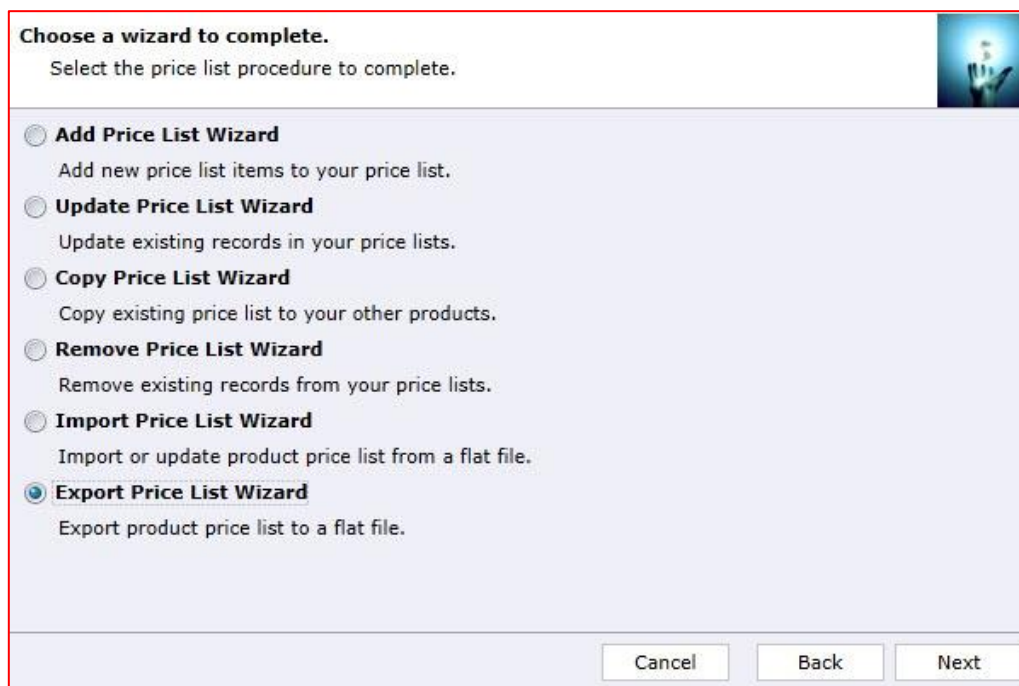 Choose a wizard to complete.
Select the price list procedure to complete.
Add Price List Wizard
Add new price list items to your price list.
Update Price List Wizard
Update existing records in your price lists.
Copy Price List Wizard
Copy existing price list to your other products.
Remove Price List Wizard
Remove existing records from your price lists.
Import Price List Wizard
Import or update product price list from a flat file.
Export Price List Wizard
Export product price list to a flat file.
Cancel Back Next